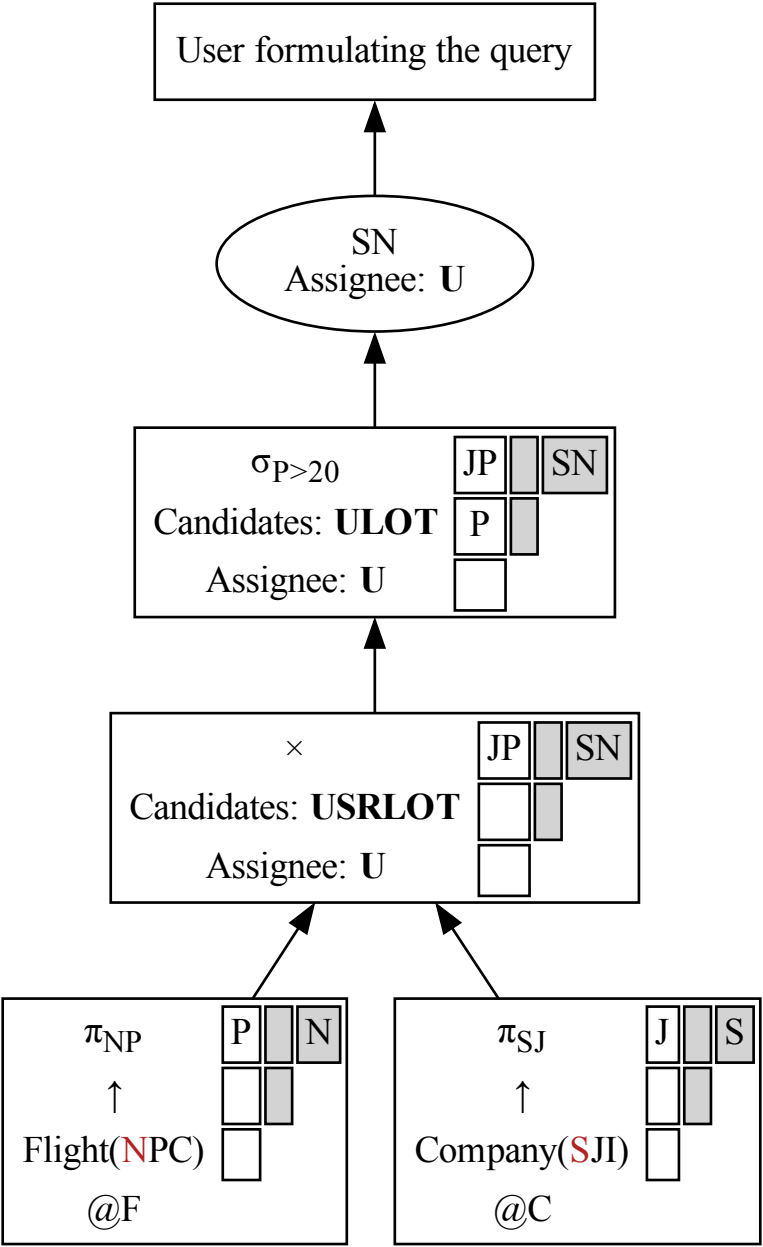 User formulating the query
SN
Assignee: U
σP>20
JP
SN
Candidates: ULOT
P
Assignee: U
×
JP
SN
Candidates: USRLOT
Assignee: U
πNP
P
N
↑
Flight(NPC)
@F
πSJ
J
S
↑
Company(SJI)
@C